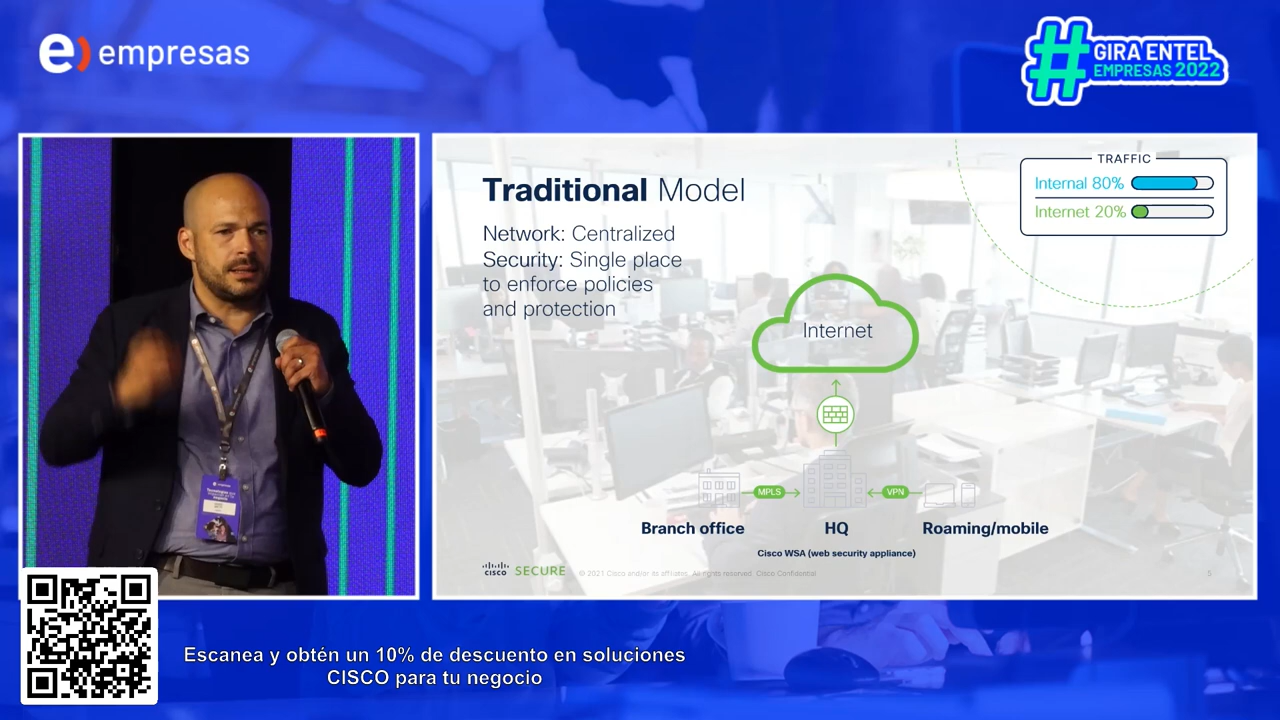 e) empresas
#GIRA ENTEL
EMPRESAS 2022
Traditional Model
Network: Centralized
Security: Single place
to enforce policies
and protection
TRAFFIC
Internal 80%
Internet 20%
Internet
MPLS
VPN
Branch office
HQ
Roaming/mobile
Cisco WSA (web security appliance)
CISCO SECURE
© 2021 Cisco and/or its affiliates. All rights reserved. Cisco Confidential
5
Escanea y obtén un 10% de descuento en soluciones
CISCO para tu negocio